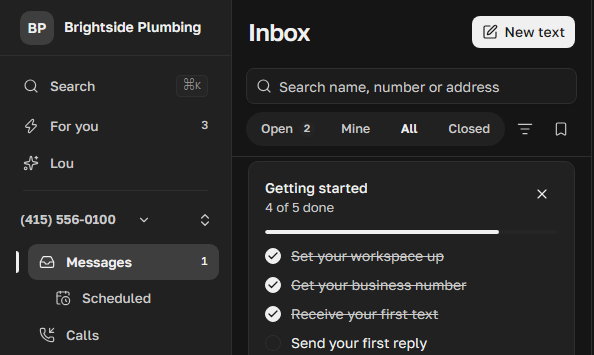 BP
Brightside Plumbing
Search
⌘K
For you
3
Lou
(415) 556-0100
Messages
1
Scheduled
Calls
Inbox
New text
Search name, number or address
Open 2
Mine
All
Closed
Getting started
4 of 5 done
Set your workspace up
Get your business number
Receive your first text
Send your first reply